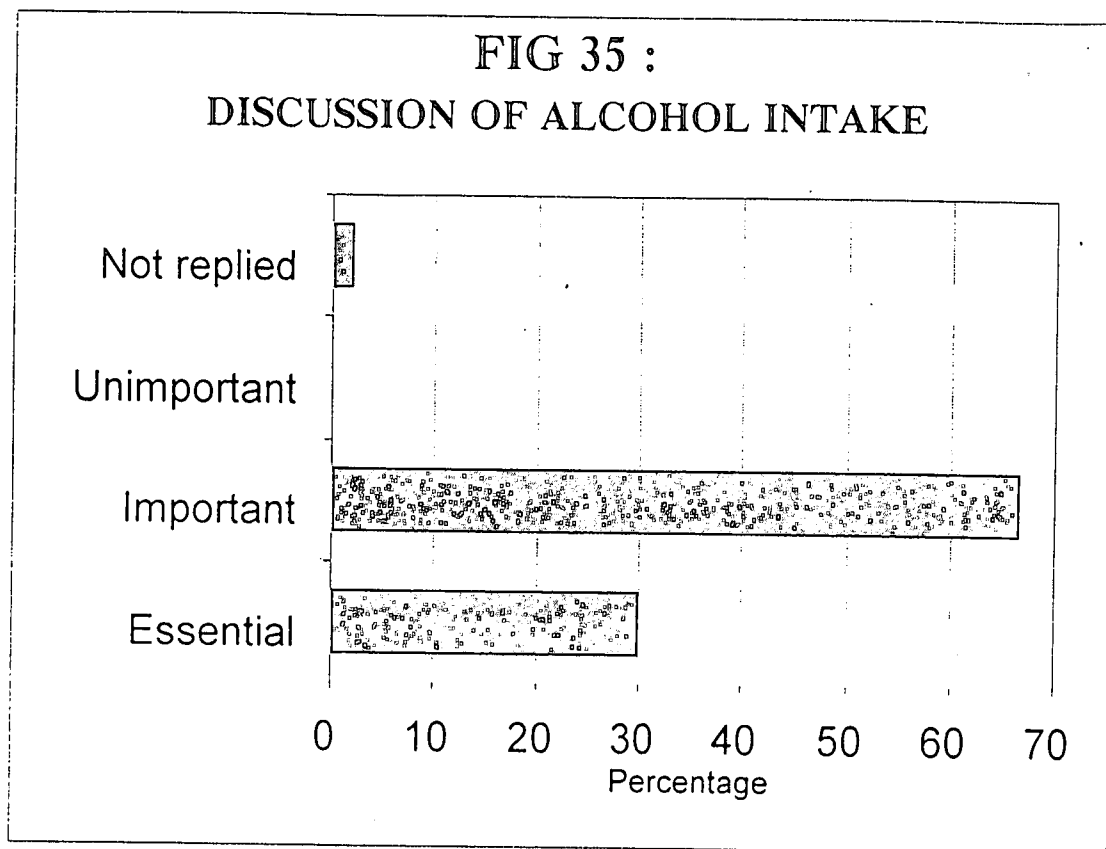 FIG 35 :
DISCUSSION OF ALCOHOL INTAKE
Not replied
Unimportant
Important
Essential
0 10 20 30 40 50 60 70
Percentage